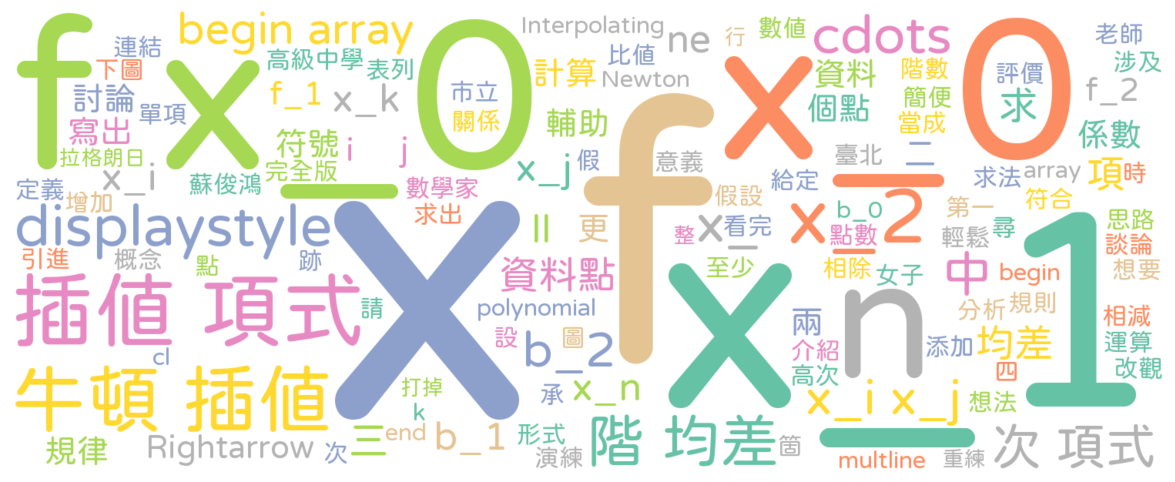 f x_0
begin array
Interpolating
ne
行
數值
cdots
x_0
老師
連結
下圖
高級中學
表列
比值
計算
Newton
資料
階數
評價
涉及
討論
單項
f_1
x_k
市立
關係
個點
簡便
當成
求
f_2
寫出
符號
i j
輔助
f
係數
拉格朗日
完全版
x_i
蘇俊鴻
數學家
x_j
假
意義
臺北
二
求法
array
項
時
定義
增加
求出
假設
給定
符合
displaystyle
x
||
更
x_
看完
整
x_2
b_0
點數
第一
輕鬆
尋
1
思路
談論
引進
概念
點
跡
資料點
至少
相除
女子
中
begin
想要
插值 項式
請
polynomial
x
n
分析
規則
cl
設
b_2
圖
兩
介紹
添加
均差
相減
運算
改觀
牛頓 插值
打掉
k
承
x_n
高次
四
x_i x_j
想法
規律
Rightarrow
次
三
end
b_1
形式
演練
階 均差
箇
multline
重練
次 項式